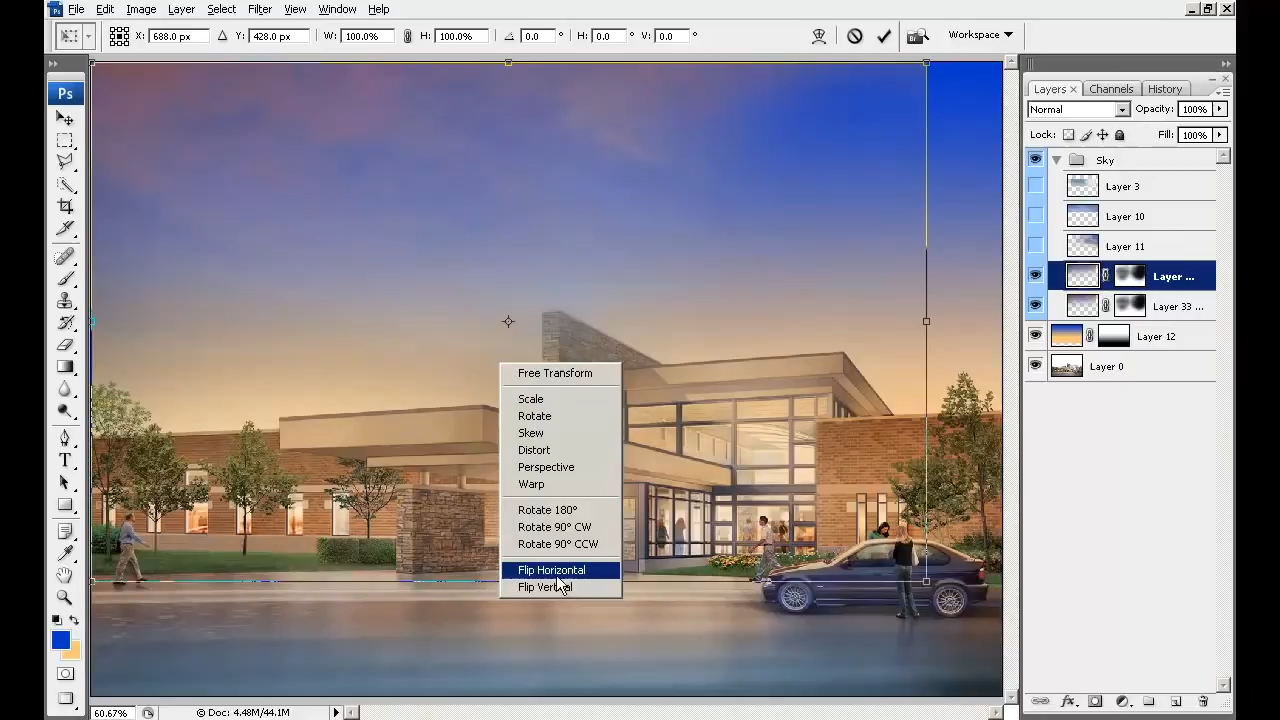 Ps File Edit Image Layer Select Filter View Window Help
X: 688.0 px Y: 428.0 px W: 100.0% H: 100.0% 0.0 ° H: 0.0 ° V: 0.0 ° Br Workspace
Ps
T
Layers × Channels History
Normal Opacity: 100%
Lock: Fill: 100%
Sky
Layer 3
Layer 10
Layer 11
Layer ...
Layer 33 ...
Layer 12
Layer 0
Free Transform
Scale
Rotate
Skew
Distort
Perspective
Warp
Rotate 180°
Rotate 90° CW
Rotate 90° CCW
Flip Horizontal
Flip Vertical
60.67% © Doc: 4.48M/44.1M
fx